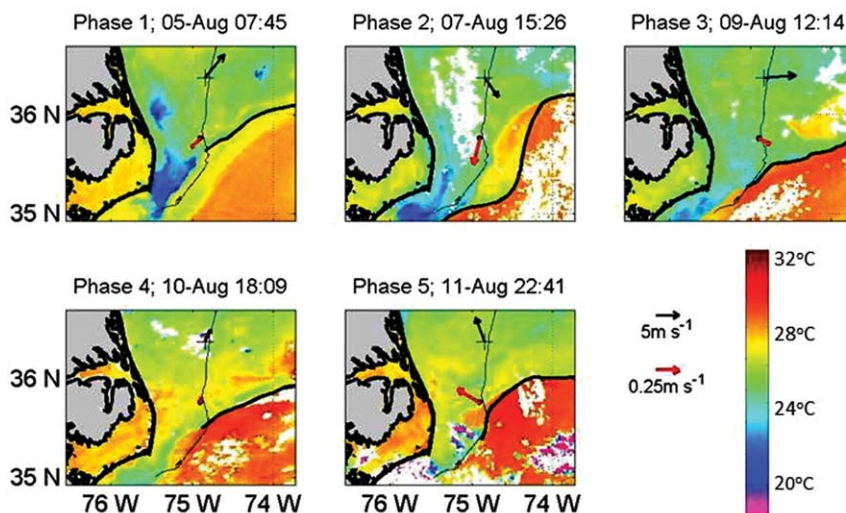 Phase 1; 05-Aug 07:45
Phase 2; 07-Aug 15:26
Phase 3; 09-Aug 12:14
36 N
35 N
Phase 4; 10-Aug 18:09
Phase 5; 11-Aug 22:41
36 N
35 N
76 W 75 W 74 W
76 W 75 W 74 W
5m s⁻¹
0.25m s⁻¹
32°C
28°C
24°C
20°C